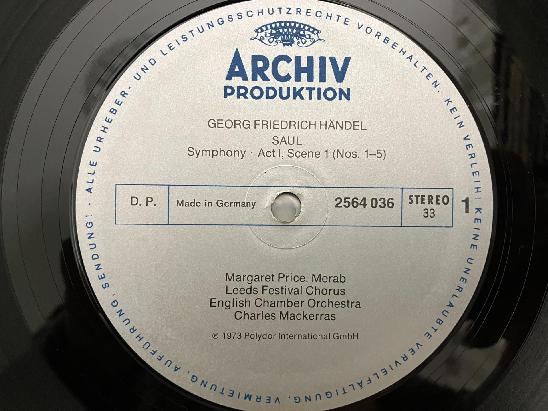 ALLE URHEBER- UND LEISTUNGSSCHUTZRECHTE VORBEHALTEN. KEIN VERLEIH! KEINE UNERLAUBTE VERVIELFÄLTIGUNG, VERMIETUNG, AUFFÜHRUNG, SENDUNG!
ARCHIV
PRODUKTION
GEORG FRIEDRICH HÄNDEL
SAUL
Symphony · Act I, Scene 1 (Nos. 1–5)
D. P. Made in Germany 2564 036 STEREO 33 1
Margaret Price, Merab
Leeds Festival Chorus
English Chamber Orchestra
Charles Mackerras
℗ 1973 Polydor International GmbH